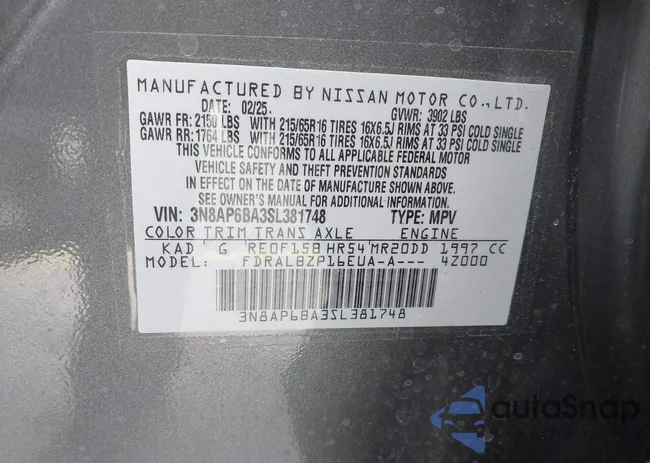 MANUFACTURED BY NISSAN MOTOR CO.,LTD.
DATE: 02/25. GVWR: 3902 LBS
GAWR FR: 2150 LBS WITH 215/65R16 TIRES 16X6.5J RIMS AT 33 PSI COLD SINGLE
GAWR RR: 1764 LBS WITH 215/65R16 TIRES 16X6.5J RIMS AT 33 PSI COLD SINGLE
THIS VEHICLE CONFORMS TO ALL APPLICABLE FEDERAL MOTOR
VEHICLE SAFETY AND THEFT PREVENTION STANDARDS
IN EFFECT ON THE DATE OF MANUFACTURE SHOWN ABOVE.
SEE OWNER'S MANUAL FOR ADDITIONAL INFORMATION
VIN: 3N8AP6BA3SL381748 TYPE: MPV
COLOR TRIM TRANS AXLE ENGINE
KAD G RE0F15B HR54 MR20DD 1997 CC
MODEL: FDRALBZP16EUA-A--- 42000
3N8AP6BA3SL381748
autoSnap